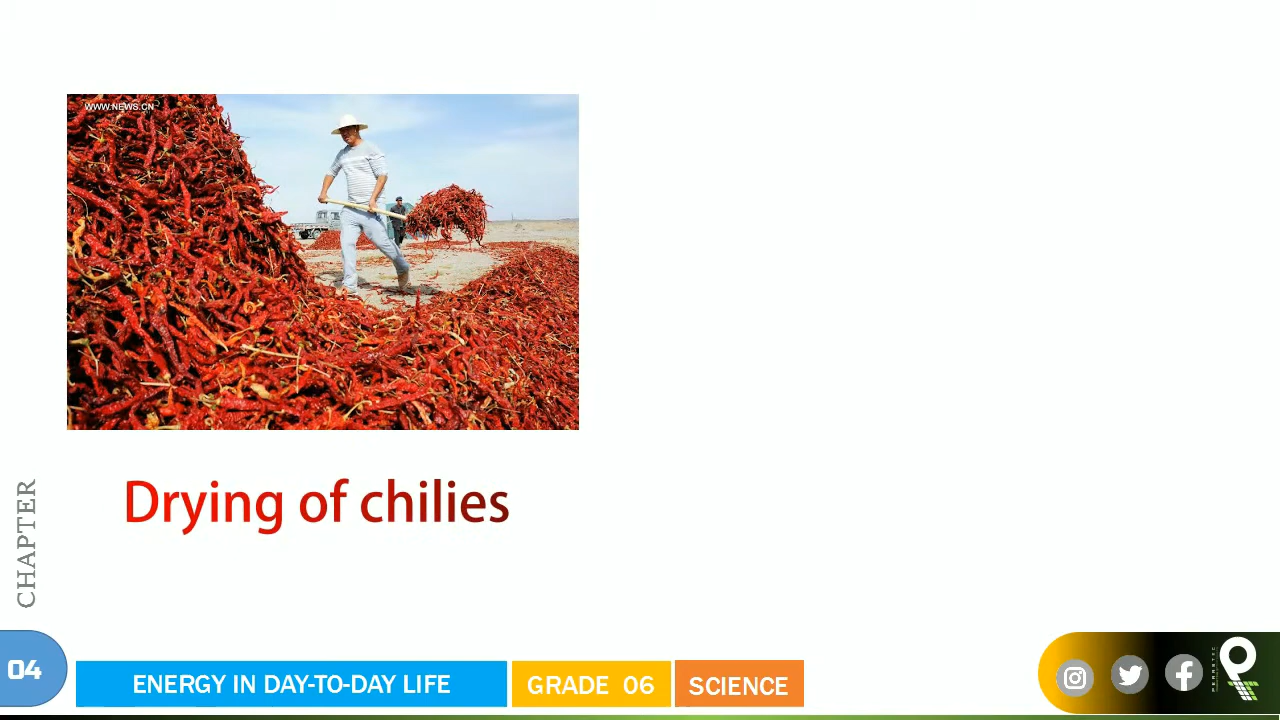 WWW.NEWS.CN
Drying of chilies
CHAPTER
04
ENERGY IN DAY-TO-DAY LIFE
GRADE 06
SCIENCE